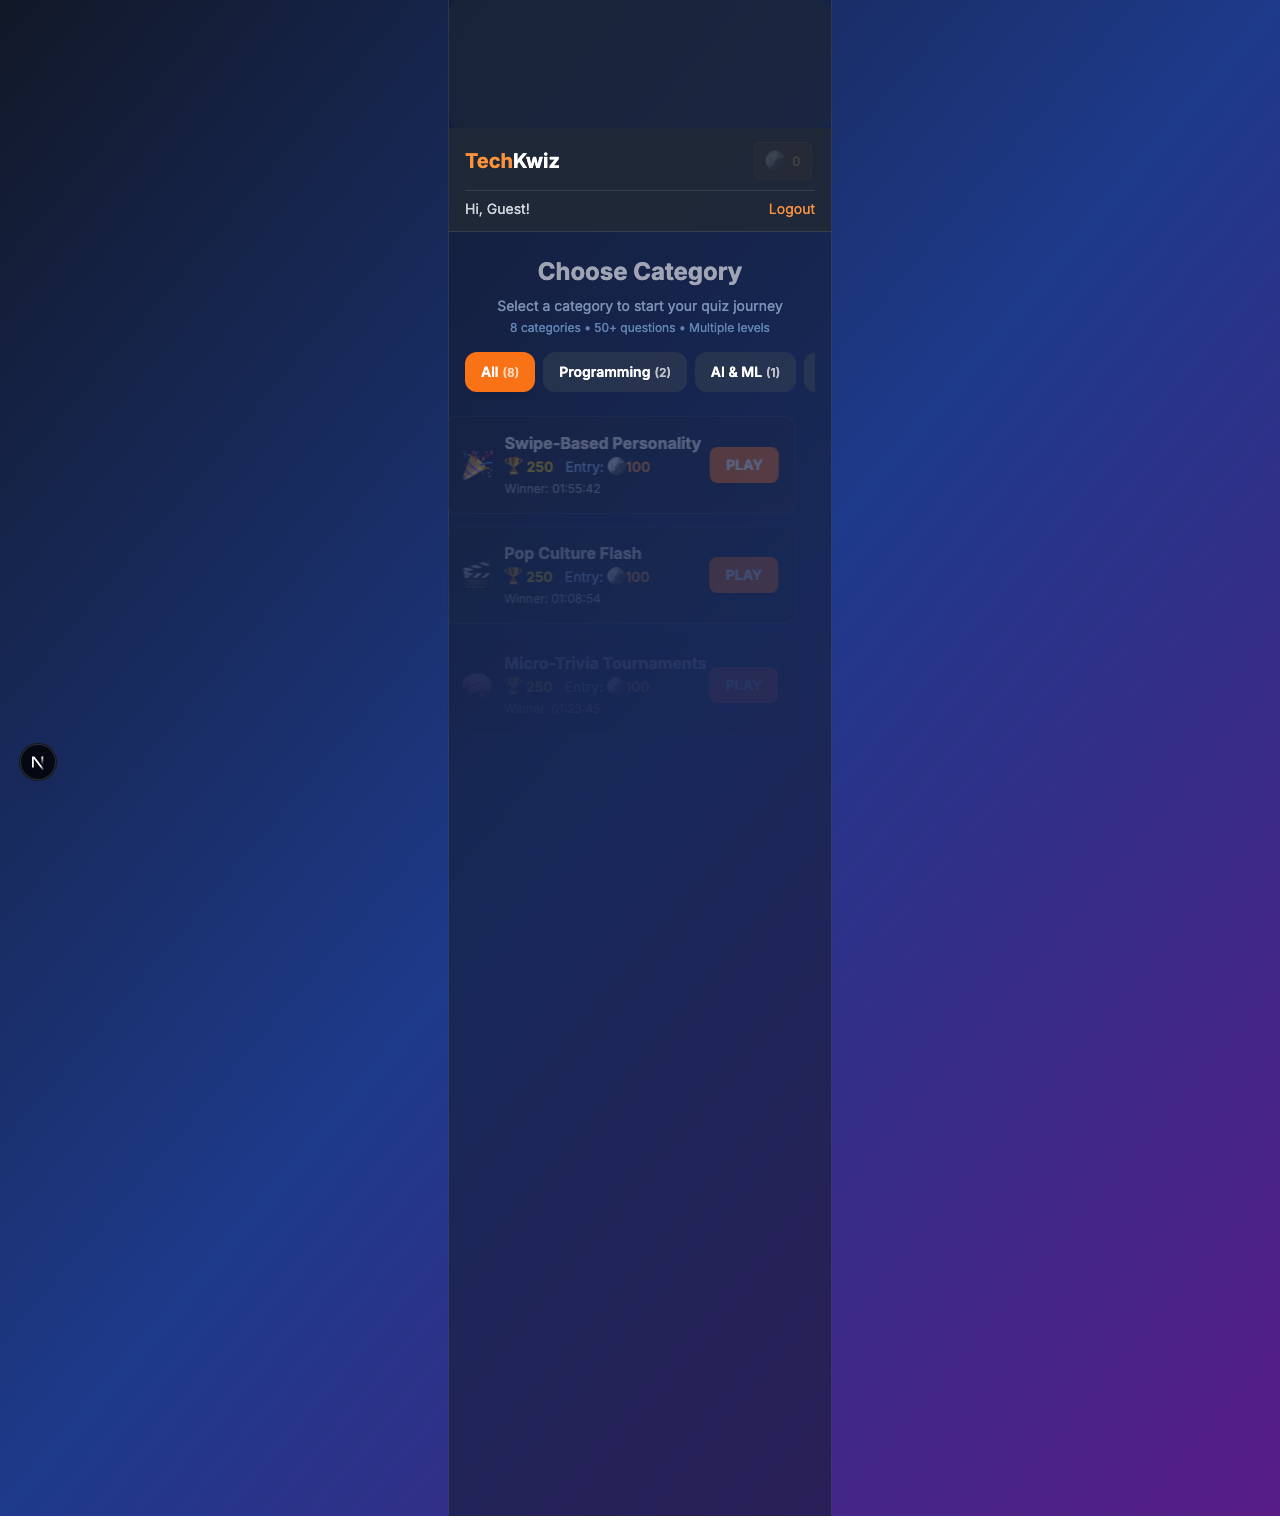 TechKwiz
0
Hi, Guest!
Logout
Choose Category
Select a category to start your quiz journey
8 categories • 50+ questions • Multiple levels
All (8)
Programming (2)
AI & ML (1)
Swipe-Based Personality
250 Entry: 100
Winner: 01:55:42
PLAY
Pop Culture Flash
250 Entry: 100
Winner: 01:08:54
PLAY
Micro-Trivia Tournaments
250 Entry: 100
Winner: 01:23:45
PLAY
N